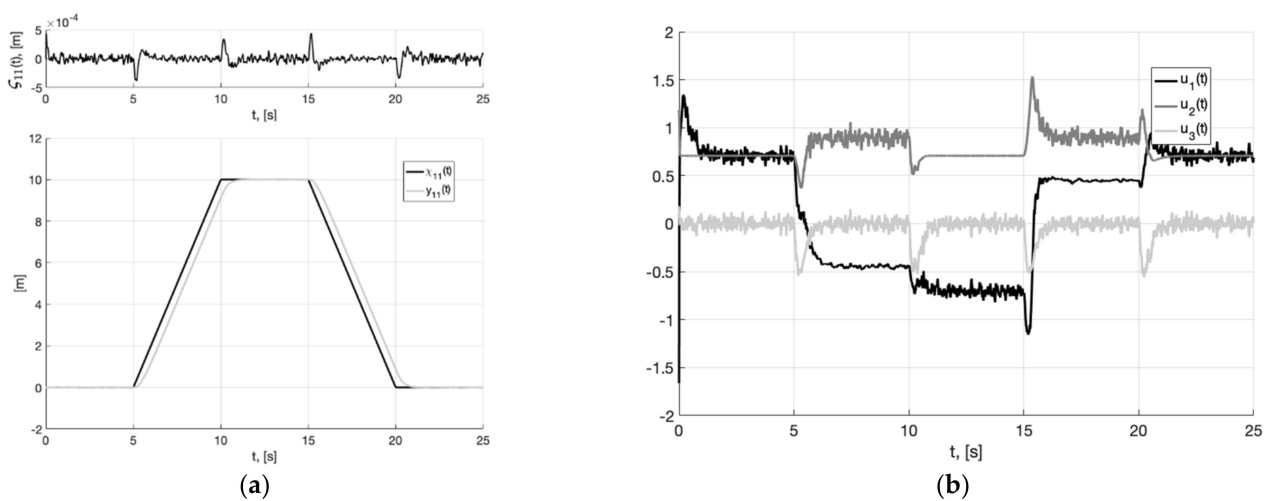 ×10⁻⁴
ς₁₁(t), [m]
5
0
-5
0 5 10 15 20 25
t, [s]
12
10
8
6
4
2
0
-2
[m]
χ₁₁(t)
y₁₁(t)
0 5 10 15 20 25
t, [s]
(a)
2
1.5
1
0.5
0
-0.5
-1
-1.5
-2
u₁(t)
u₂(t)
u₃(t)
0 5 10 15 20 25
t, [s]
(b)